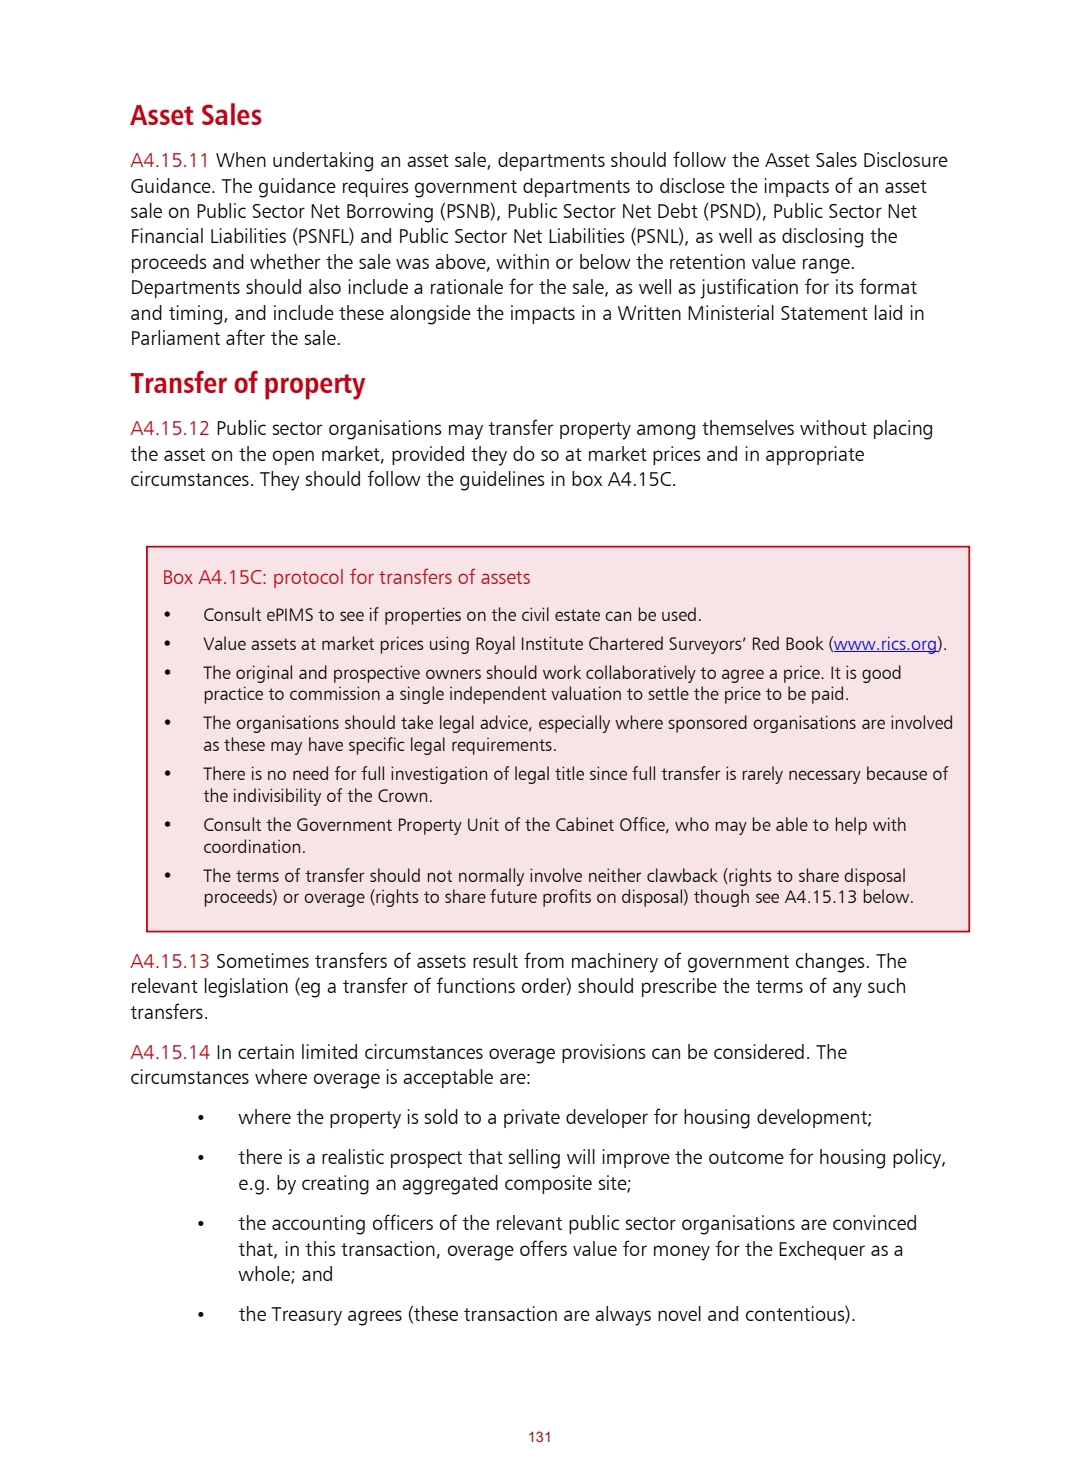 Asset Sales
A4.15.11 When undertaking an asset sale, departments should follow the Asset Sales Disclosure
Guidance. The guidance requires government departments to disclose the impacts of an asset
sale on Public Sector Net Borrowing (PSNB), Public Sector Net Debt (PSND), Public Sector Net
Financial Liabilities (PSNFL) and Public Sector Net Liabilities (PSNL), as well as disclosing the
proceeds and whether the sale was above, within or below the retention value range.
Departments should also include a rationale for the sale, as well as justification for its format
and timing, and include these alongside the impacts in a Written Ministerial Statement laid in
Parliament after the sale.
Transfer of property
A4.15.12 Public sector organisations may transfer property among themselves without placing
the asset on the open market, provided they do so at market prices and in appropriate
circumstances. They should follow the guidelines in box A4.15C.
Box A4.15C: protocol for transfers of assets
• Consult ePIMS to see if properties on the civil estate can be used.
• Value assets at market prices using Royal Institute Chartered Surveyors’ Red Book (www.rics.org).
• The original and prospective owners should work collaboratively to agree a price. It is good
practice to commission a single independent valuation to settle the price to be paid.
• The organisations should take legal advice, especially where sponsored organisations are involved
as these may have specific legal requirements.
• There is no need for full investigation of legal title since full transfer is rarely necessary because of
the indivisibility of the Crown.
• Consult the Government Property Unit of the Cabinet Office, who may be able to help with
coordination.
• The terms of transfer should not normally involve neither clawback (rights to share disposal
proceeds) or overage (rights to share future profits on disposal) though see A4.15.13 below.
A4.15.13 Sometimes transfers of assets result from machinery of government changes. The
relevant legislation (eg a transfer of functions order) should prescribe the terms of any such
transfers.
A4.15.14 In certain limited circumstances overage provisions can be considered. The
circumstances where overage is acceptable are:
• where the property is sold to a private developer for housing development;
• there is a realistic prospect that selling will improve the outcome for housing policy,
e.g. by creating an aggregated composite site;
• the accounting officers of the relevant public sector organisations are convinced
that, in this transaction, overage offers value for money for the Exchequer as a
whole; and
• the Treasury agrees (these transaction are always novel and contentious).
131